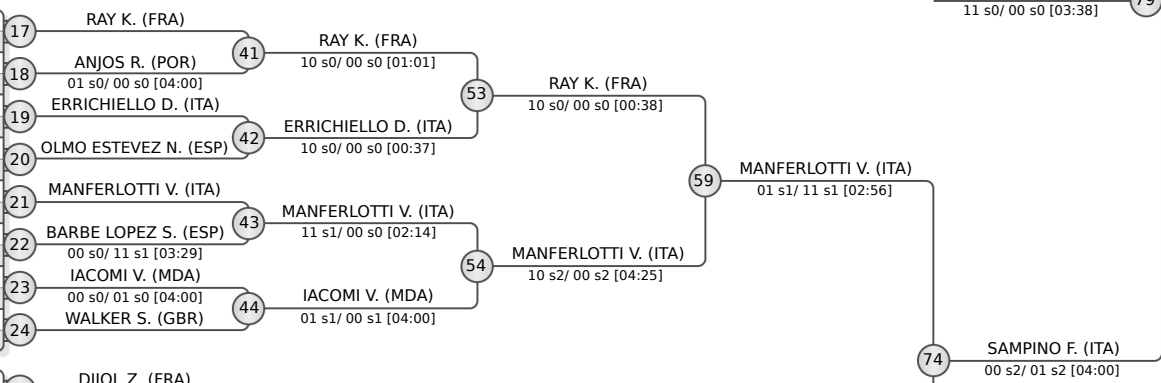 11 s0/ 00 s0 [03:38]
79
17
RAY K. (FRA)
41
RAY K. (FRA)
10 s0/ 00 s0 [01:01]
18
ANJOS R. (POR)
01 s0/ 00 s0 [04:00]
53
RAY K. (FRA)
10 s0/ 00 s0 [00:38]
19
ERRICHIELLO D. (ITA)
42
ERRICHIELLO D. (ITA)
10 s0/ 00 s0 [00:37]
20
OLMO ESTEVEZ N. (ESP)
59
MANFERLOTTI V. (ITA)
01 s1/ 11 s1 [02:56]
21
MANFERLOTTI V. (ITA)
43
MANFERLOTTI V. (ITA)
11 s1/ 00 s0 [02:14]
22
BARBE LOPEZ S. (ESP)
00 s0/ 11 s1 [03:29]
54
MANFERLOTTI V. (ITA)
10 s2/ 00 s2 [04:25]
23
IACOMI V. (MDA)
00 s0/ 01 s0 [04:00]
44
IACOMI V. (MDA)
01 s1/ 00 s1 [04:00]
24
WALKER S. (GBR)
74
SAMPINO F. (ITA)
00 s2/ 01 s2 [04:00]